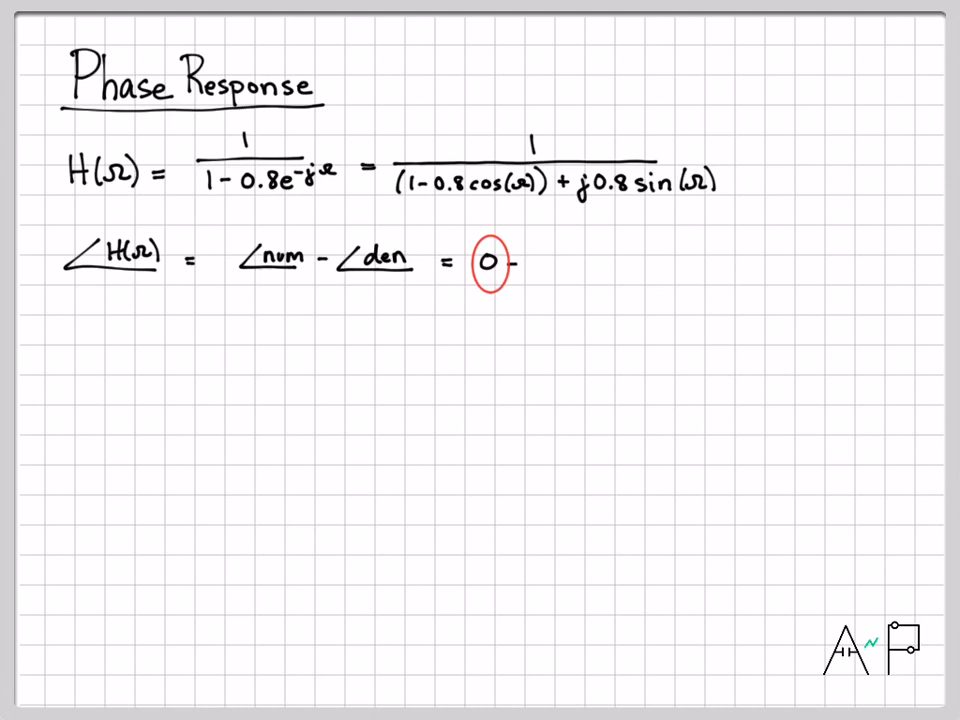 Phase Response
H(Ω) = 1 / (1 - 0.8e^-jΩ) = 1 / ((1 - 0.8 cos(Ω)) + j0.8 sin(Ω))
∠H(Ω) = ∠num - ∠den = 0 -
A~P